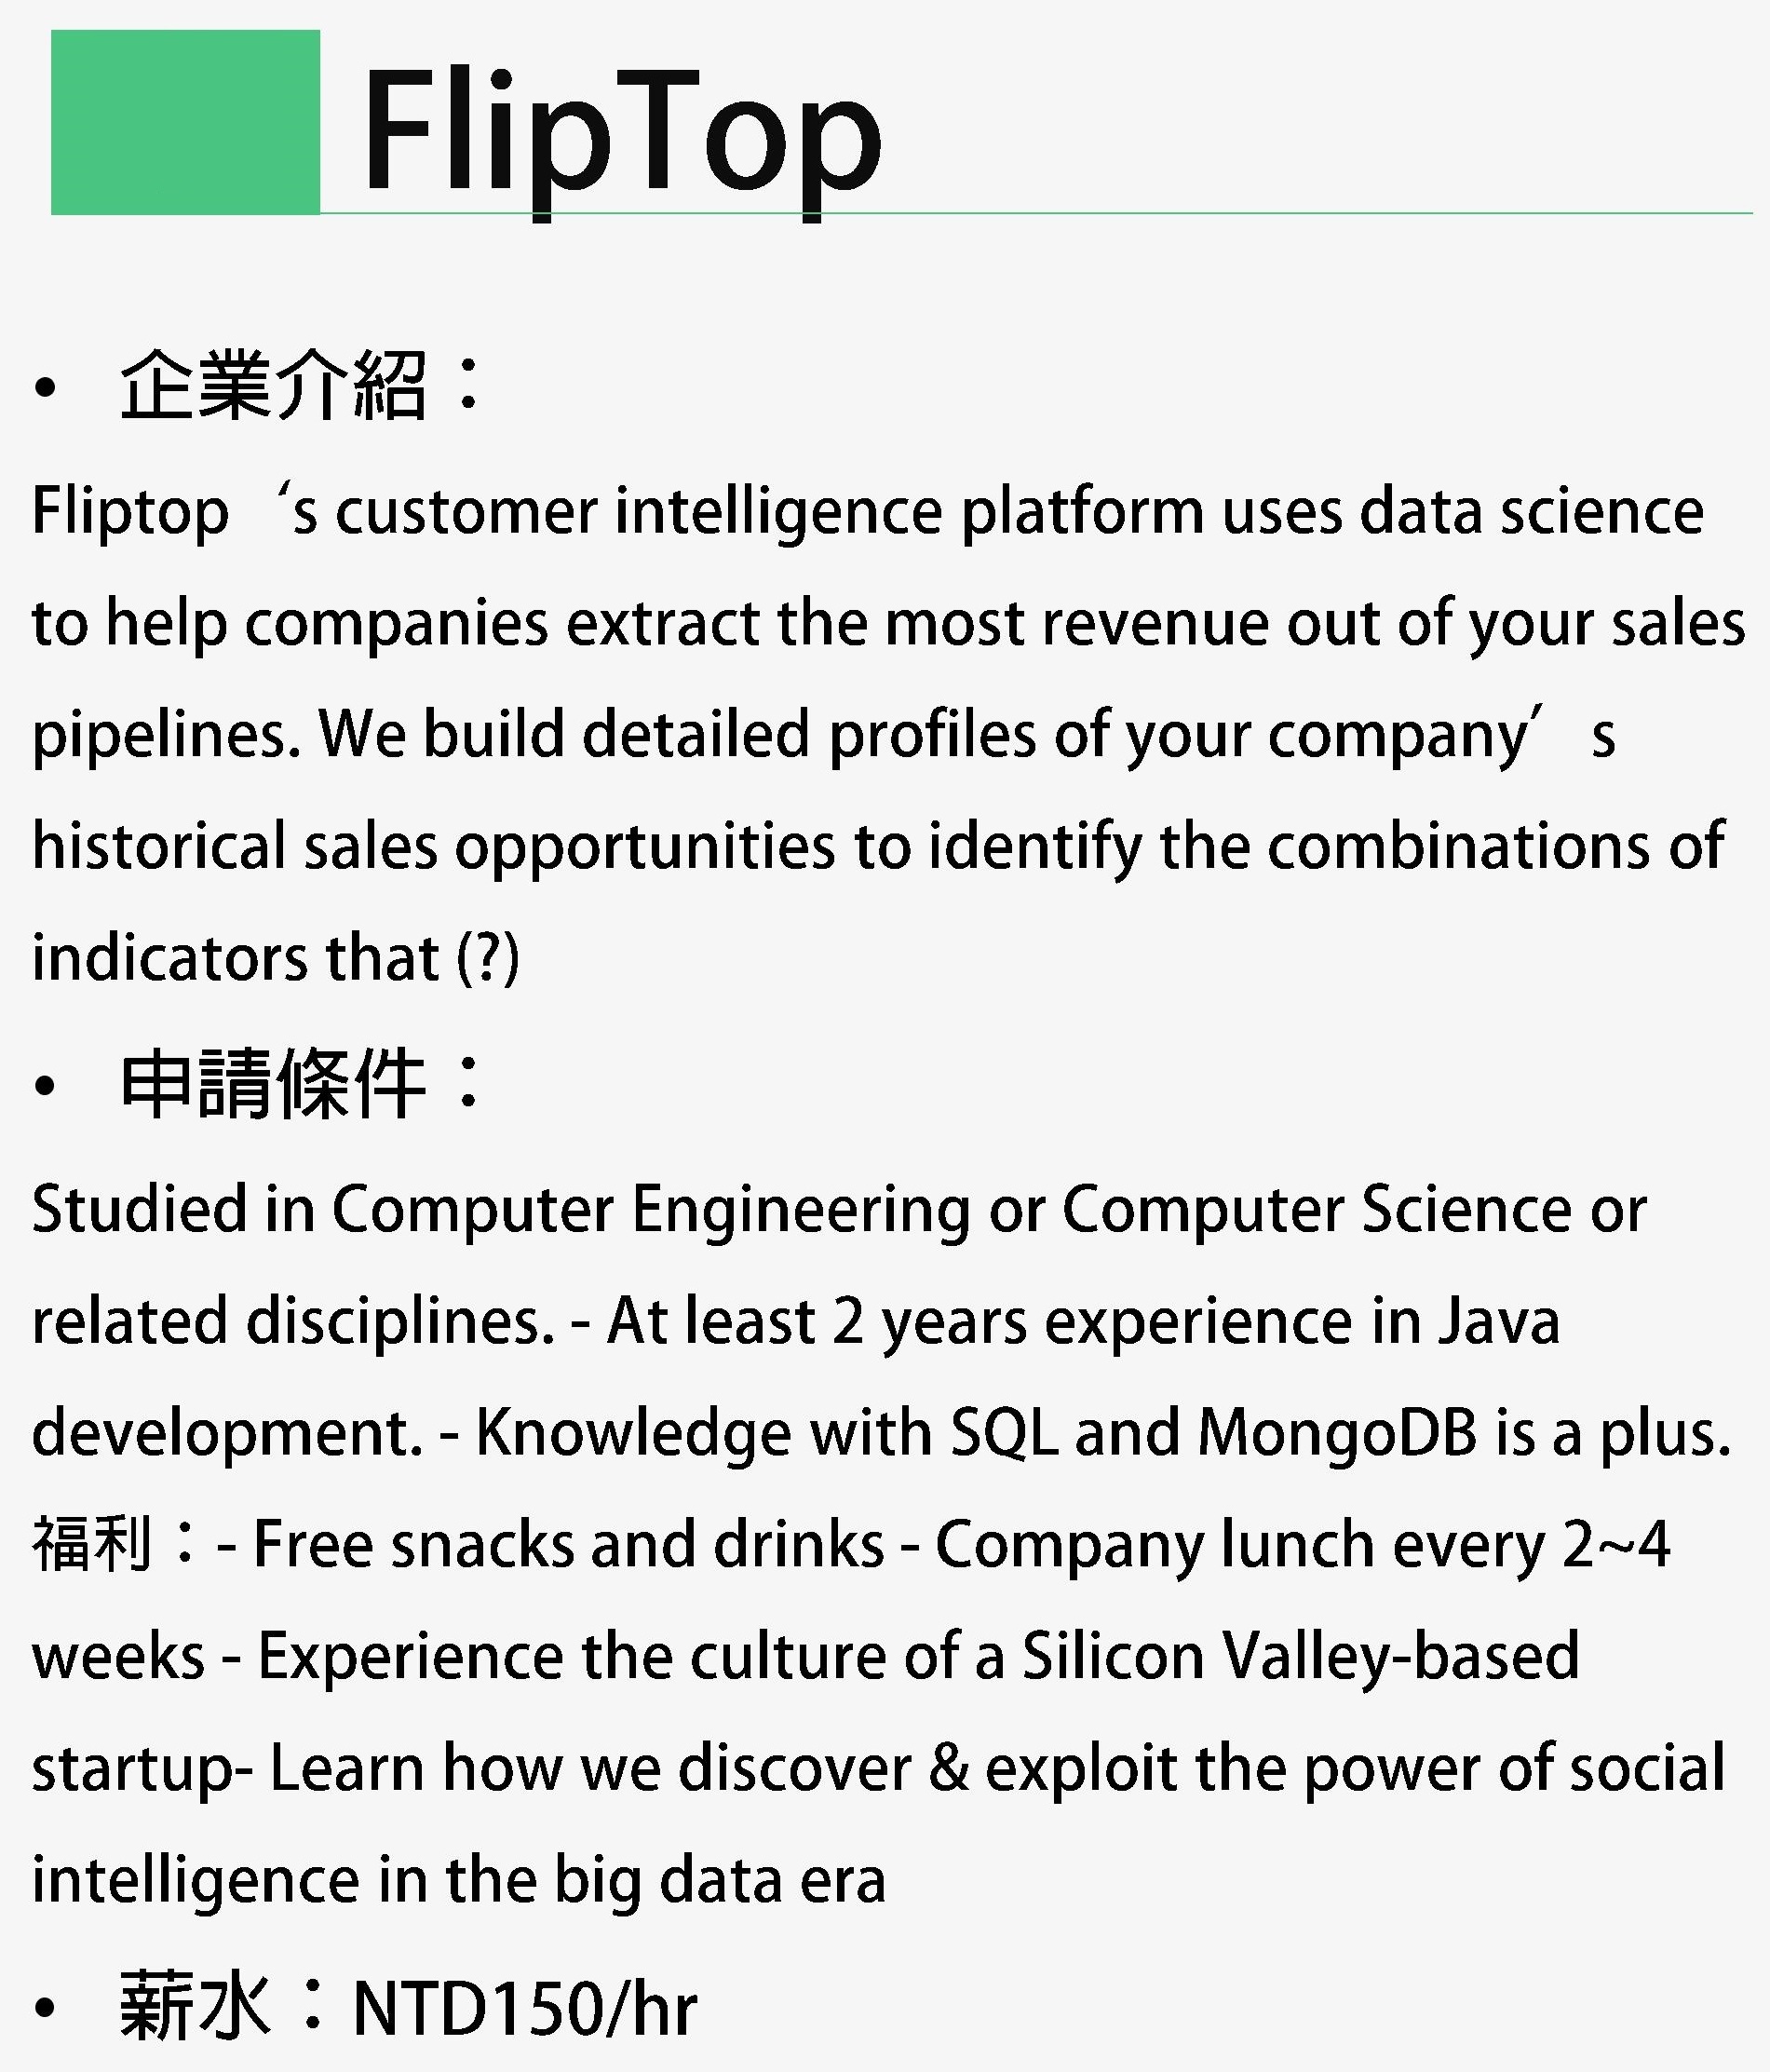 FlipTop
• 企業介紹：
Fliptop‘s customer intelligence platform uses data science
to help companies extract the most revenue out of your sales
pipelines. We build detailed profiles of your company’s
historical sales opportunities to identify the combinations of
indicators that (?)
• 申請條件：
Studied in Computer Engineering or Computer Science or
related disciplines. - At least 2 years experience in Java
development. - Knowledge with SQL and MongoDB is a plus.
福利：- Free snacks and drinks - Company lunch every 2~4
weeks - Experience the culture of a Silicon Valley-based
startup- Learn how we discover & exploit the power of social
intelligence in the big data era
• 薪水：NTD150/hr